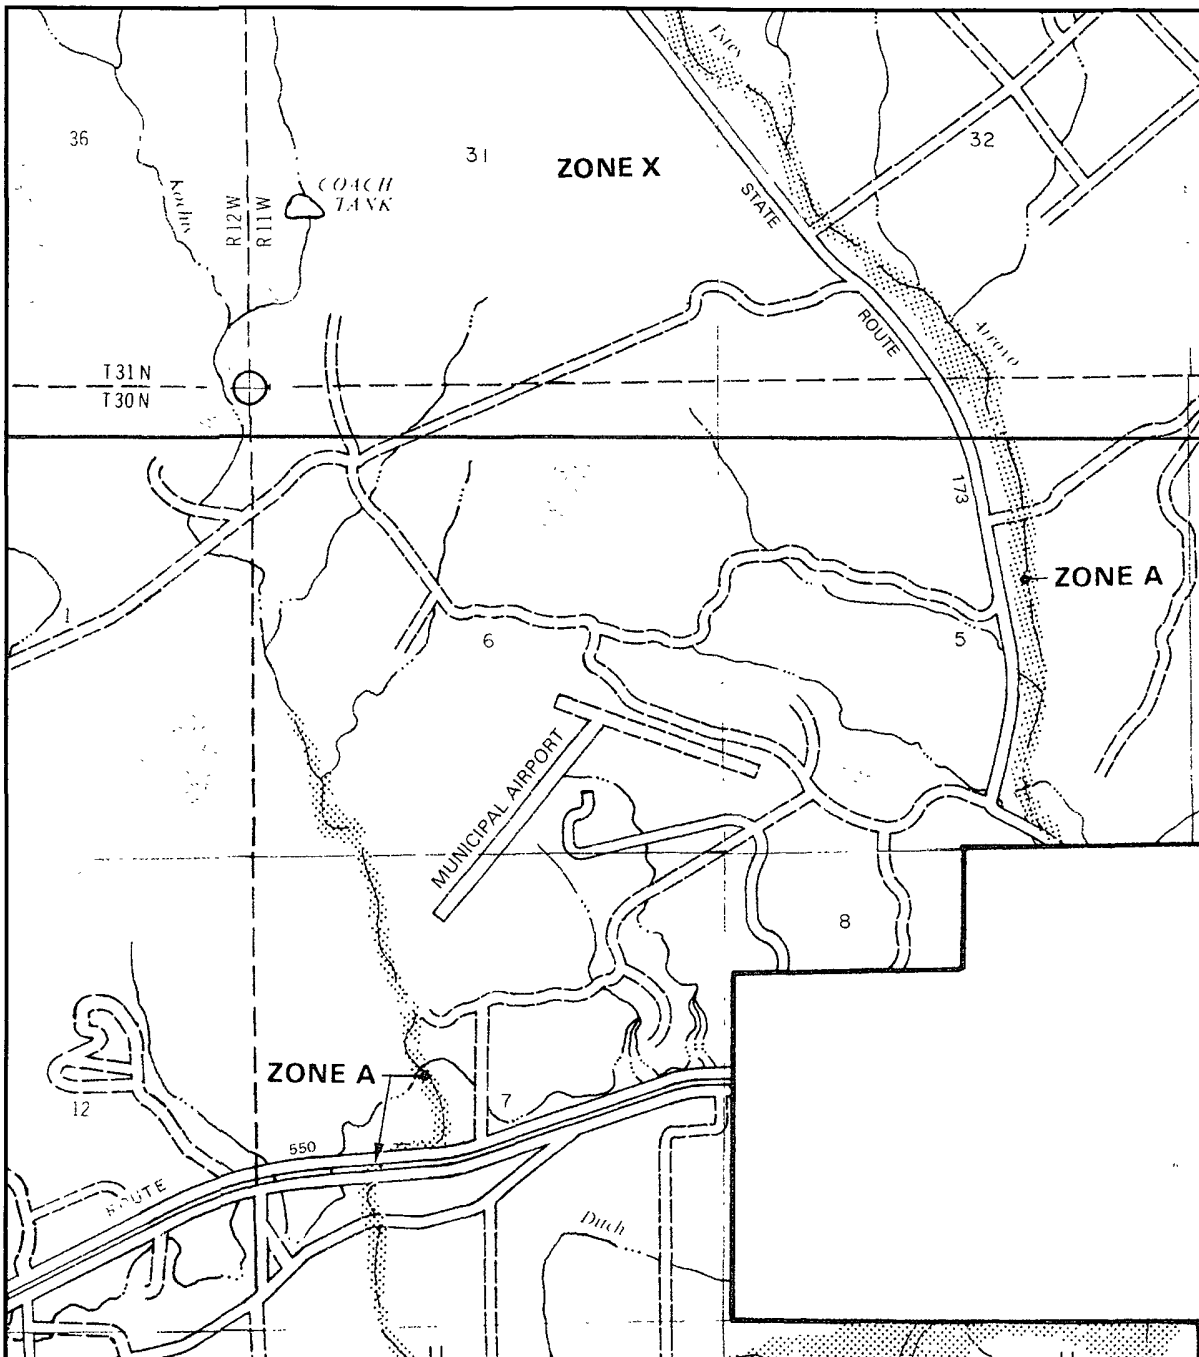 Estes
36
31
32
ZONE X
COACH
TANK
R12W
R11W
STATE
ROUTE
Arroyo
T31N
T30N
173
ZONE A
1
6
5
MUNICIPAL AIRPORT
8
ZONE A
12
7
550
ROUTE
Ditch